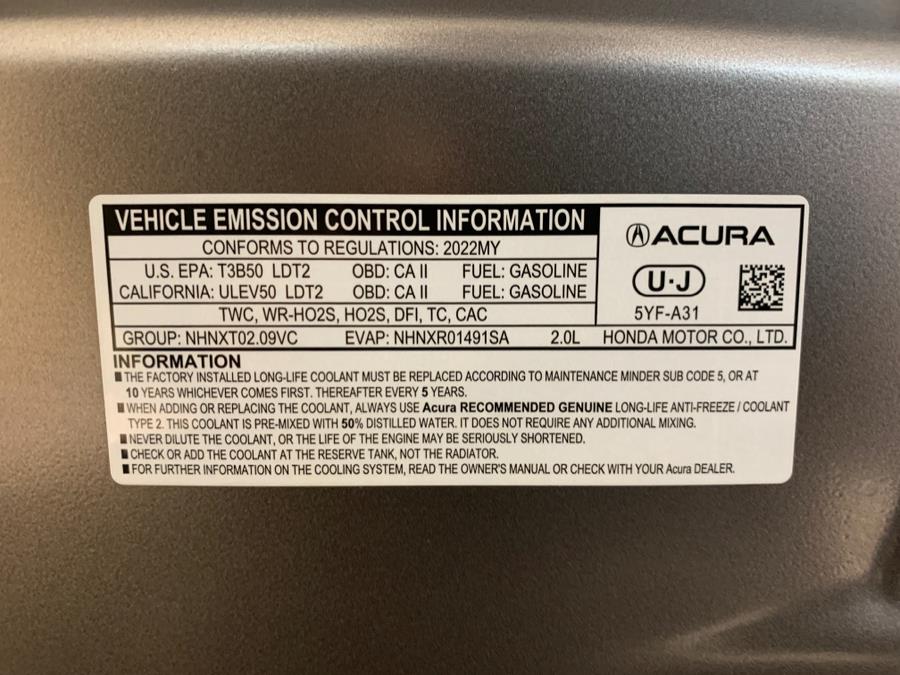 VEHICLE EMISSION CONTROL INFORMATION
CONFORMS TO REGULATIONS: 2022MY
U.S. EPA: T3B50 LDT2 OBD: CA II FUEL: GASOLINE
CALIFORNIA: ULEV50 LDT2 OBD: CA II FUEL: GASOLINE
TWC, WR-HO2S, HO2S, DFI, TC, CAC
ACURA
U·J
5YF-A31
GROUP: NHNXT02.09VC EVAP: NHNXR01491SA 2.0L HONDA MOTOR CO., LTD.
INFORMATION
■ THE FACTORY INSTALLED LONG-LIFE COOLANT MUST BE REPLACED ACCORDING TO MAINTENANCE MINDER SUB CODE 5, OR AT
10 YEARS WHICHEVER COMES FIRST. THEREAFTER EVERY 5 YEARS.
■ WHEN ADDING OR REPLACING THE COOLANT, ALWAYS USE Acura RECOMMENDED GENUINE LONG-LIFE ANTI-FREEZE / COOLANT
TYPE 2. THIS COOLANT IS PRE-MIXED WITH 50% DISTILLED WATER. IT DOES NOT REQUIRE ANY ADDITIONAL MIXING.
■ NEVER DILUTE THE COOLANT, OR THE LIFE OF THE ENGINE MAY BE SERIOUSLY SHORTENED.
■ CHECK OR ADD THE COOLANT AT THE RESERVE TANK, NOT THE RADIATOR.
■ FOR FURTHER INFORMATION ON THE COOLING SYSTEM, READ THE OWNER'S MANUAL OR CHECK WITH YOUR Acura DEALER.